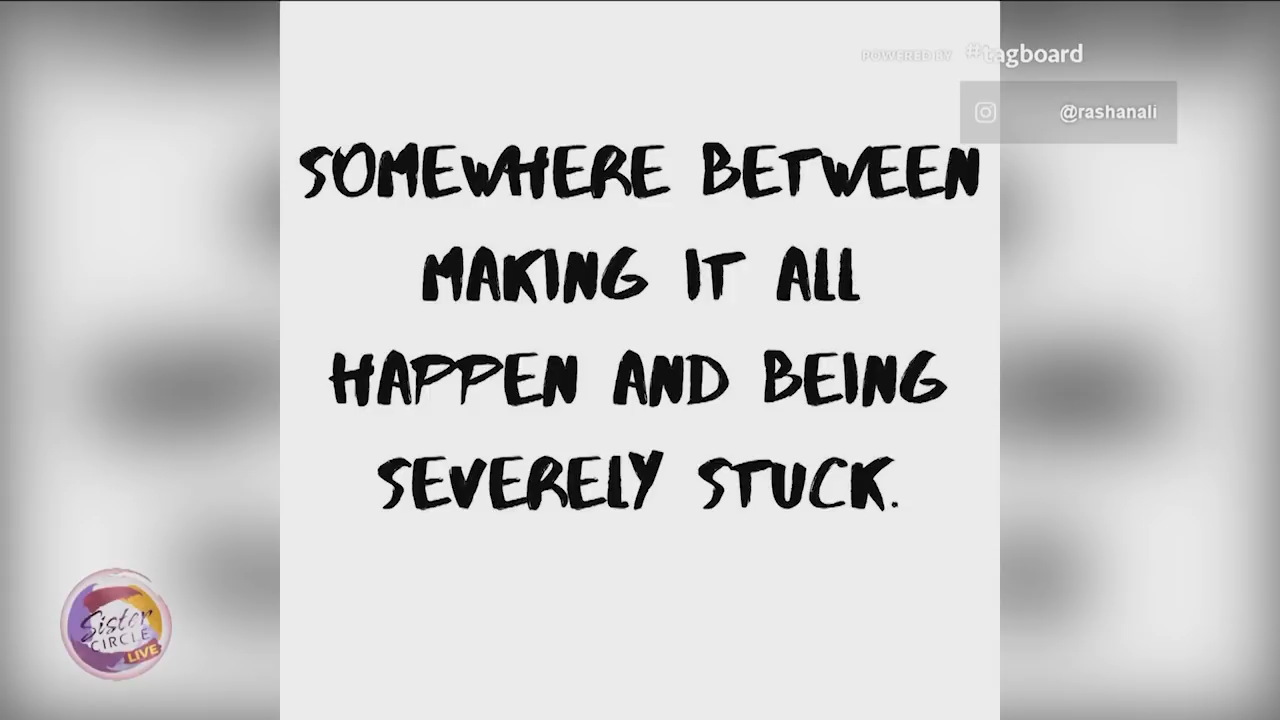 POWERED BY #tagboard
@rashanali
SOMEWHERE BETWEEN
MAKING IT ALL
HAPPEN AND BEING
SEVERELY STUCK.
Sister
CIRCLE
LIVE